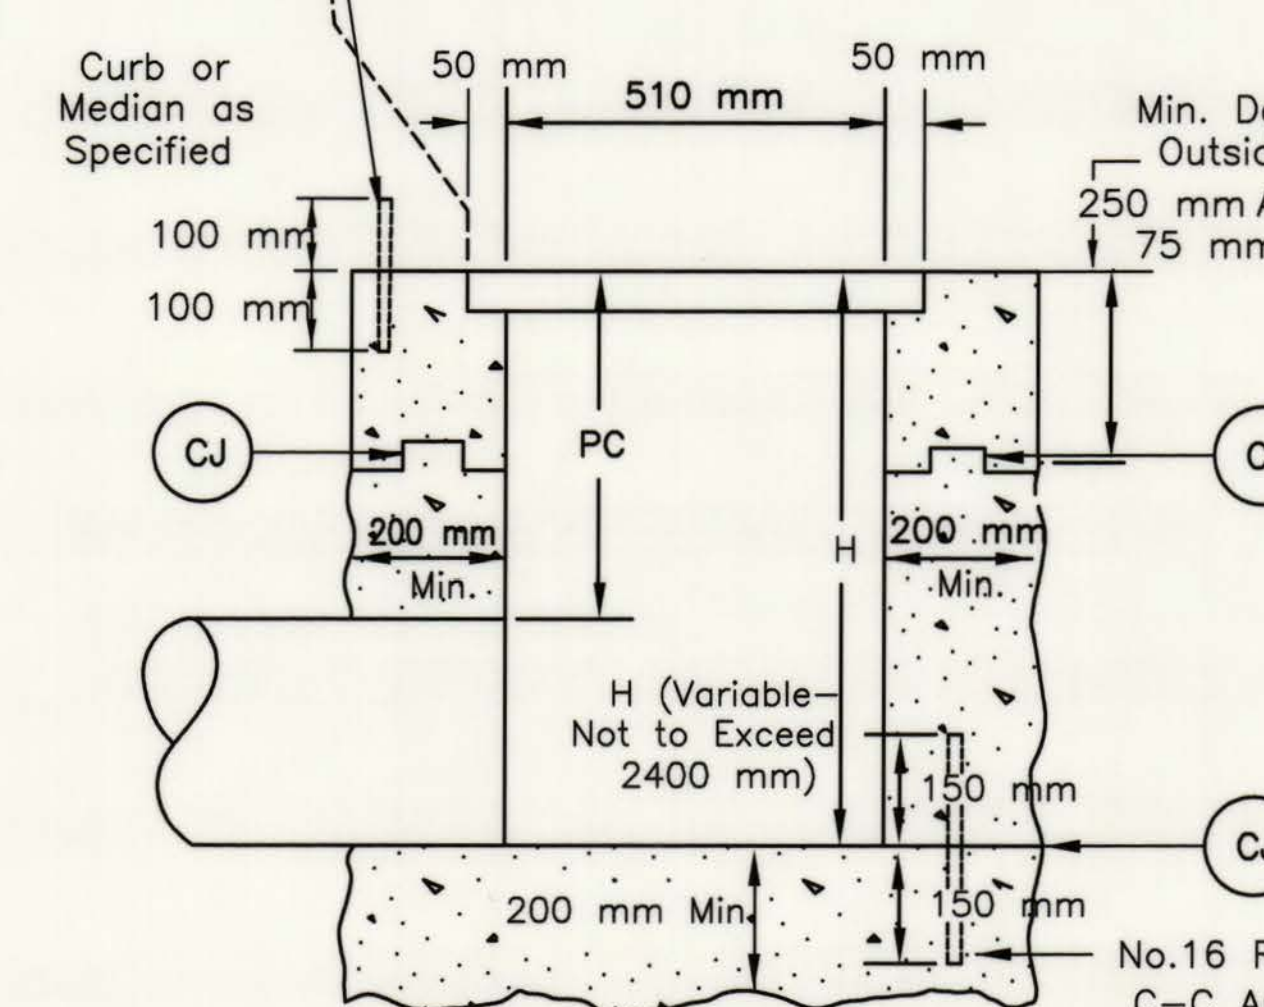 Curb or
Median as
Specified
50 mm
510 mm
50 mm
Min.
250 mm
75 mm
100 mm
100 mm
CJ
PC
H
200 mm
Min.
200 mm
Min.
H (Variable-
Not to Exceed
2400 mm)
150 mm
200 mm Min.
150 mm
No.16